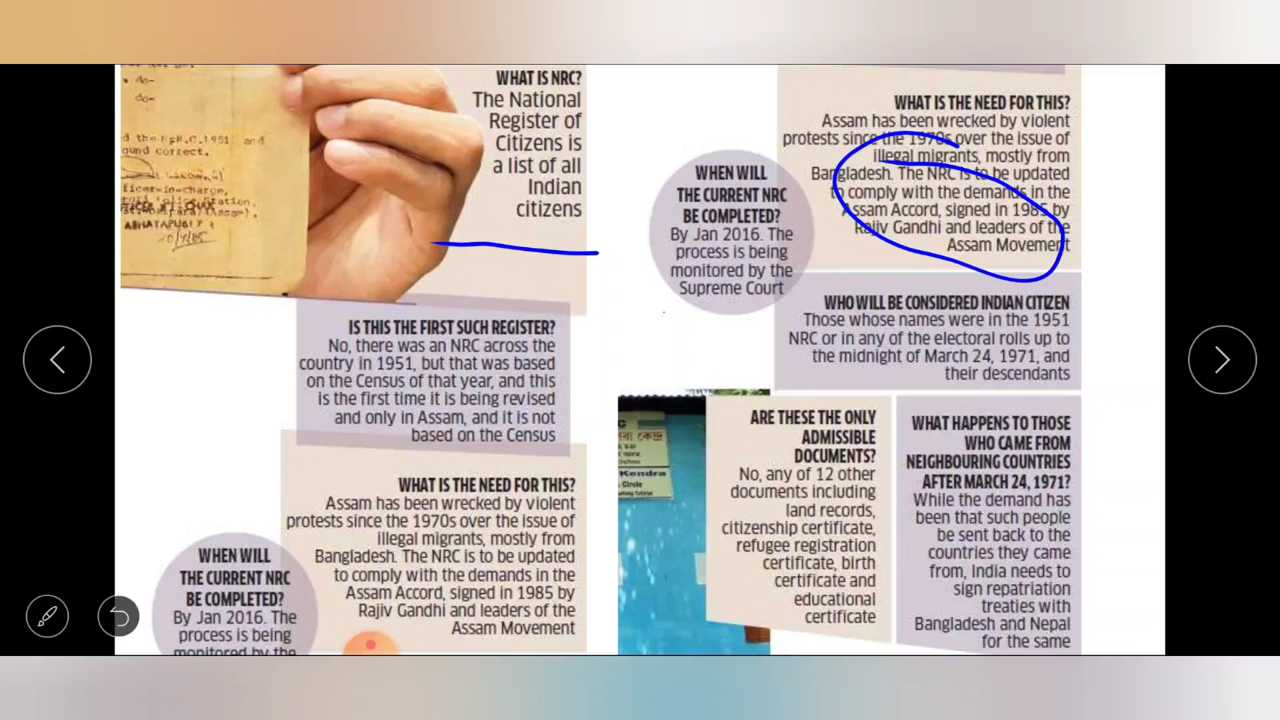 do-
do-
and
und correct.
WHAT IS NRC?
The National
Register of
Citizens is
a list of all
Indian
citizens
IS THIS THE FIRST SUCH REGISTER?
No, there was an NRC across the
country in 1951, but that was based
on the Census of that year, and this
is the first time it is being revised
and only in Assam, and it is not
based on the Census
WHAT IS THE NEED FOR THIS?
Assam has been wrecked by violent
protests since the 1970s over the issue of
illegal migrants, mostly from
Bangladesh. The NRC is to be updated
to comply with the demands in the
Assam Accord, signed in 1985 by
Rajiv Gandhi and leaders of the
Assam Movement
WHEN WILL
THE CURRENT NRC
BE COMPLETED?
By Jan 2016. The
process is being
monitored by the
WHAT IS THE NEED FOR THIS?
Assam has been wrecked by violent
protests since the 1970s over the issue of
illegal migrants, mostly from
Bangladesh. The NRC is to be updated
to comply with the demands in the
Assam Accord, signed in 1985 by
Rajiv Gandhi and leaders of the
Assam Movement
WHEN WILL
THE CURRENT NRC
BE COMPLETED?
By Jan 2016. The
process is being
monitored by the
Supreme Court
WHO WILL BE CONSIDERED INDIAN CITIZEN
Those whose names were in the 1951
NRC or in any of the electoral rolls up to
the midnight of March 24, 1971, and
their descendants
Kendra
Circle
ARE THESE THE ONLY
ADMISSIBLE
DOCUMENTS?
No, any of 12 other
documents including
land records,
citizenship certificate,
refugee registration
certificate, birth
certificate and
educational
certificate
WHAT HAPPENS TO THOSE
WHO CAME FROM
NEIGHBOURING COUNTRIES
AFTER MARCH 24, 1971?
While the demand has
been that such people
be sent back to the
countries they came
from, India needs to
sign repatriation
treaties with
Bangladesh and Nepal
for the same